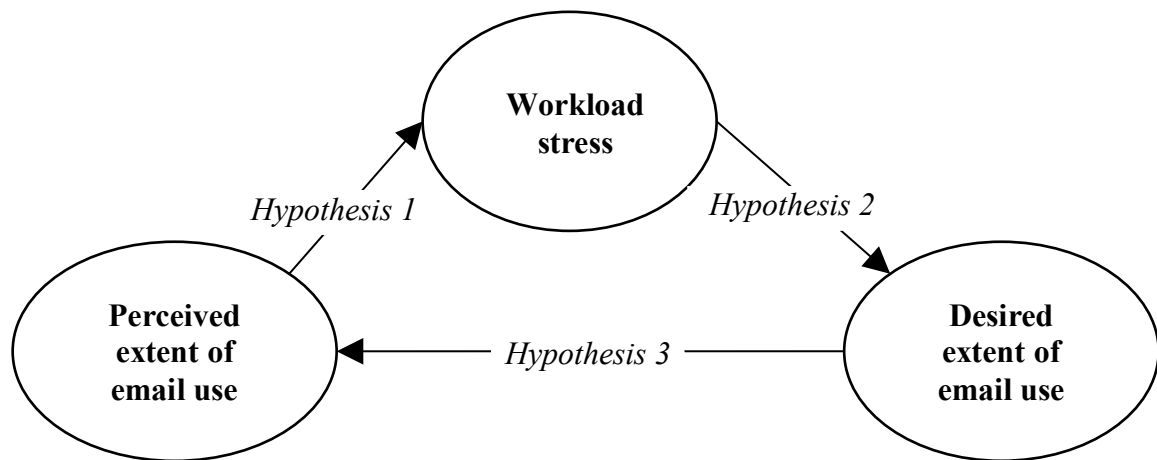 Workload
stress
Hypothesis 1
Hypothesis 2
Perceived
extent of
email use
Hypothesis 3
Desired
extent of
email use